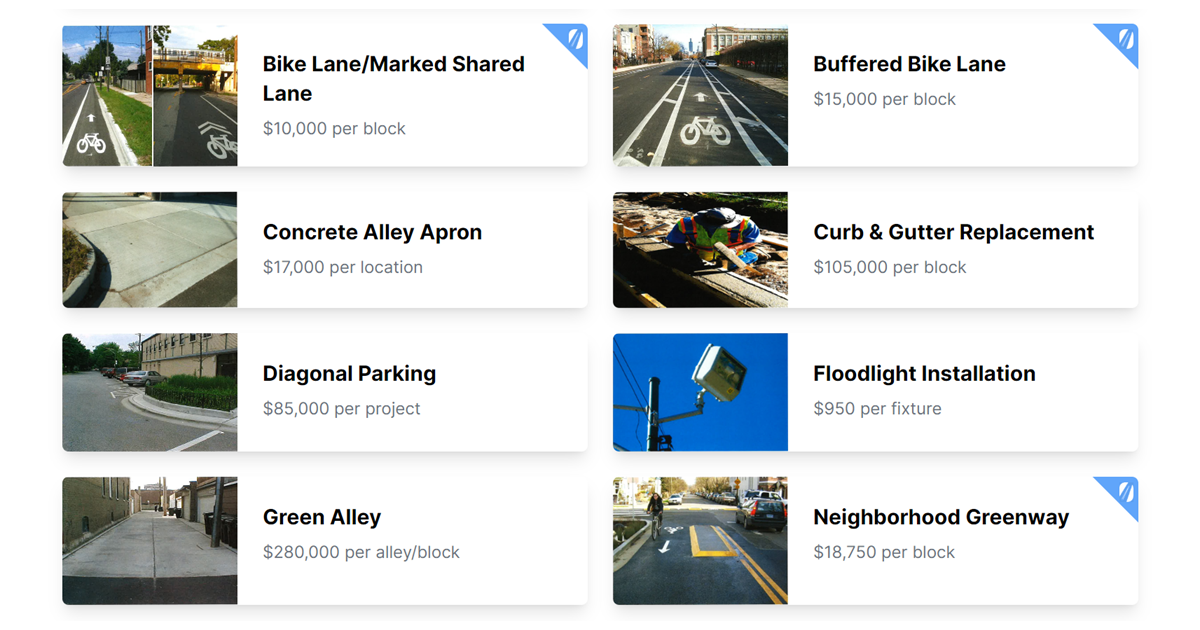 Bike Lane/Marked Shared
Lane
$10,000 per block
Buffered Bike Lane
$15,000 per block
Concrete Alley Apron
$17,000 per location
Curb & Gutter Replacement
$105,000 per block
Diagonal Parking
$85,000 per project
Floodlight Installation
$950 per fixture
Green Alley
$280,000 per alley/block
Neighborhood Greenway
$18,750 per block